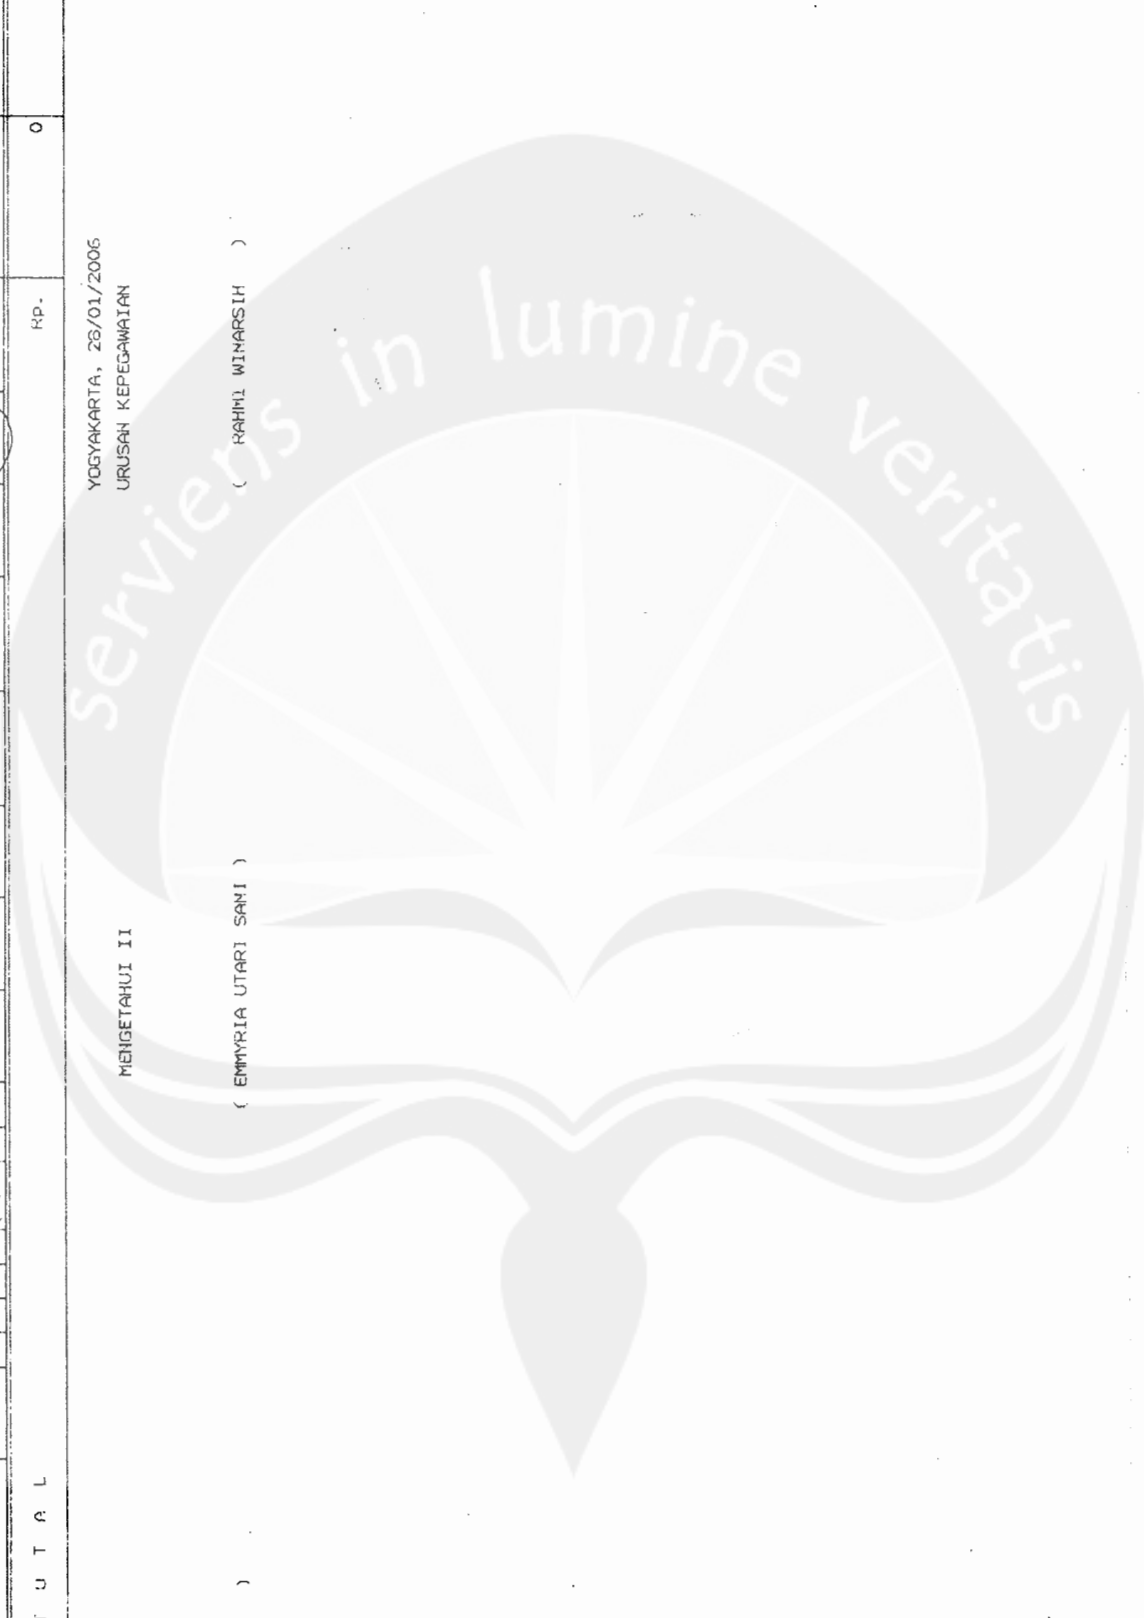 T U T A L RP. 0
YOGYAKARTA, 26/01/2006
MENGETAHUI II URUSAN KEPEGAWAIAN
) ( EMMYRIA UTARI SANI ) ( RAHMI WINARSIH )
serviens in lumine veritatis